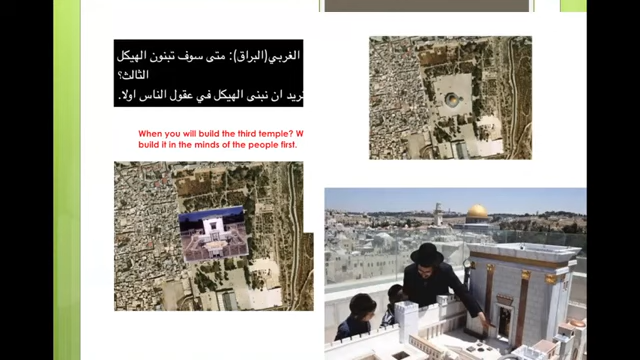 الغربي(البراق): متى سوف تبنون الهيكل
الثالث؟
نريد ان نبنى الهيكل في عقول الناس اولا.
When you will build the third temple? W
build it in the minds of the people first.